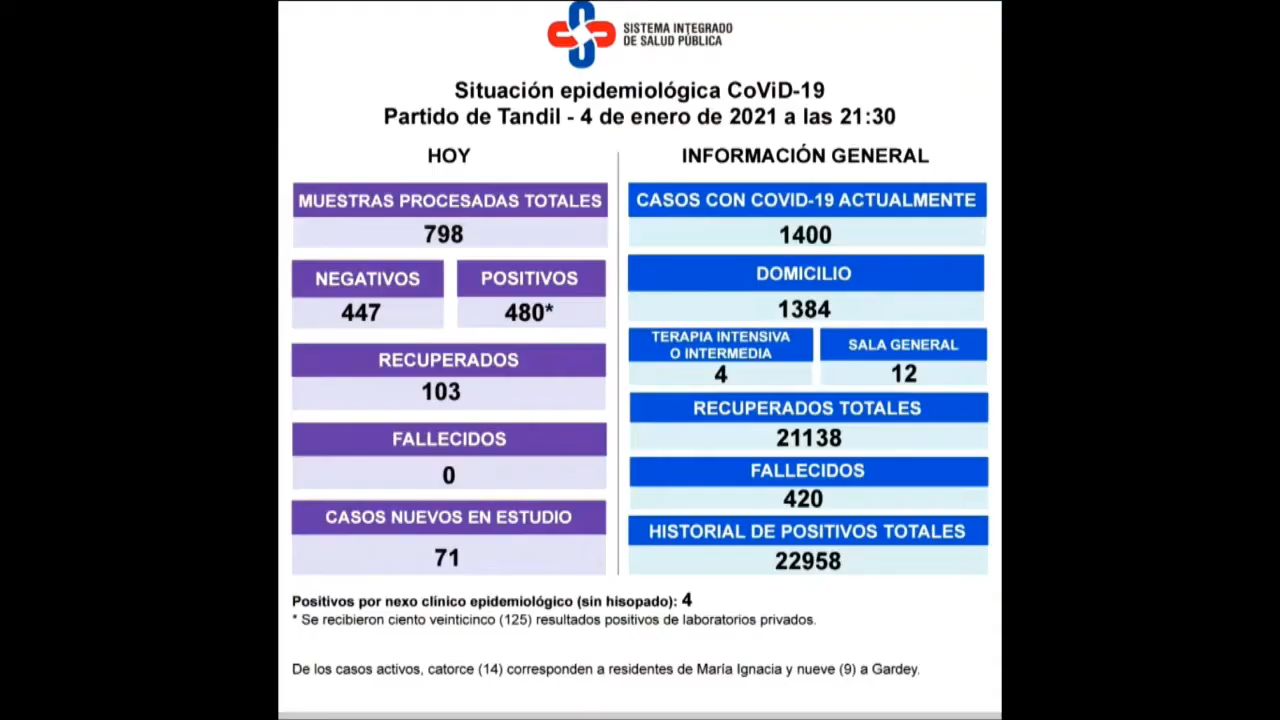 SISTEMA INTEGRADO
DE SALUD PÚBLICA
Situación epidemiológica CoViD-19
Partido de Tandil - 4 de enero de 2021 a las 21:30
HOY
MUESTRAS PROCESADAS TOTALES
798
NEGATIVOS
447
POSITIVOS
480*
RECUPERADOS
103
FALLECIDOS
0
CASOS NUEVOS EN ESTUDIO
71
INFORMACIÓN GENERAL
CASOS CON COVID-19 ACTUALMENTE
1400
DOMICILIO
1384
TERAPIA INTENSIVA
O INTERMEDIA
4
SALA GENERAL
12
RECUPERADOS TOTALES
21138
FALLECIDOS
420
HISTORIAL DE POSITIVOS TOTALES
22958
Positivos por nexo clínico epidemiológico (sin hisopado): 4
* Se recibieron ciento veinticinco (125) resultados positivos de laboratorios privados.
De los casos activos, catorce (14) corresponden a residentes de María Ignacia y nueve (9) a Gardey.